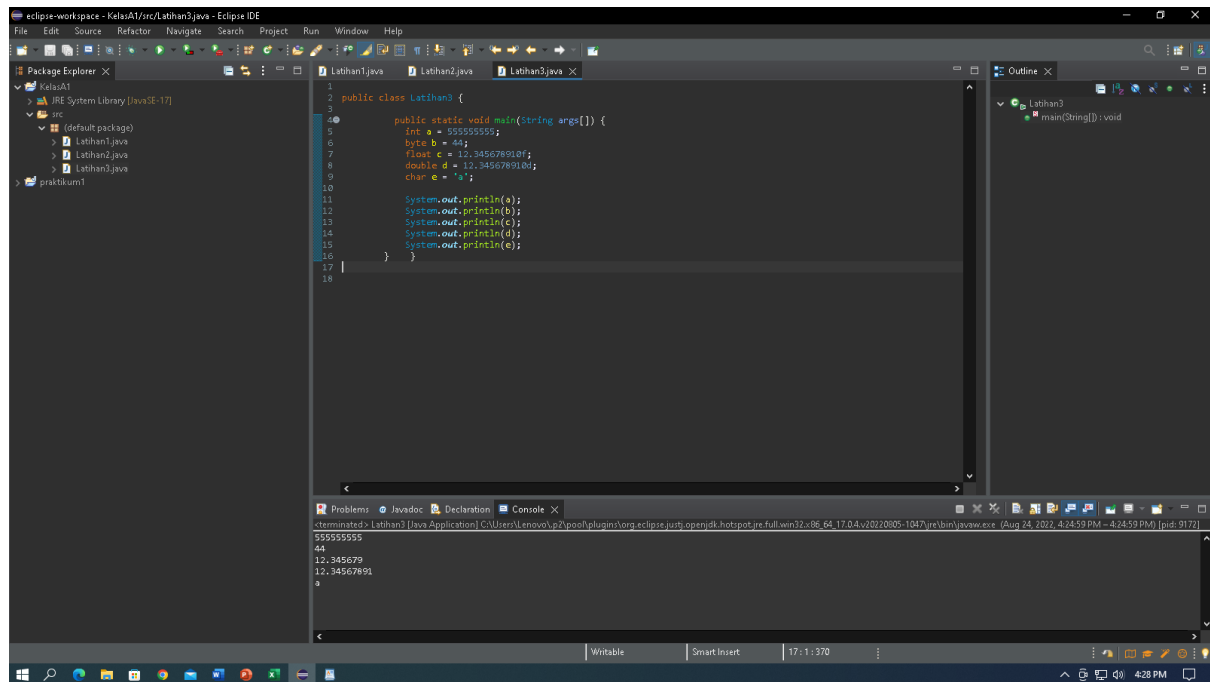 eclipse-workspace - KelasA1/src/Latihan3.java - Eclipse IDE
File Edit Source Refactor Navigate Search Project Run Window Help
Package Explorer
KelasA1
JRE System Library [JavaSE-17]
src
(default package)
Latihan1.java
Latihan2.java
Latihan3.java
praktikum1
Latihan1.java Latihan2.java Latihan3.java
1
2 public class Latihan3 {
3
4 public static void main(String args[]) {
5 int a = 555555555;
6 byte b = 44;
7 float c = 12.345678910f;
8 double d = 12.345678910d;
9 char e = 'a';
10
11 System.out.println(a);
12 System.out.println(b);
13 System.out.println(c);
14 System.out.println(d);
15 System.out.println(e);
16 } }
17
18
Outline
Latihan3
main(String[]) : void
Problems Javadoc Declaration Console
<terminated> Latihan3 [Java Application] C:\Users\Lenovo\.p2\pool\plugins\org.eclipse.justj.openjdk.hotspot.jre.full.win32.x86_64_17.0.4.v20220805-1047\jre\bin\javaw.exe (Aug 24, 2022, 4:24:59 PM – 4:24:59 PM) [pid: 9172]
555555555
44
12.345679
12.34567891
a
Writable Smart Insert 17 : 1 : 370
4:28 PM